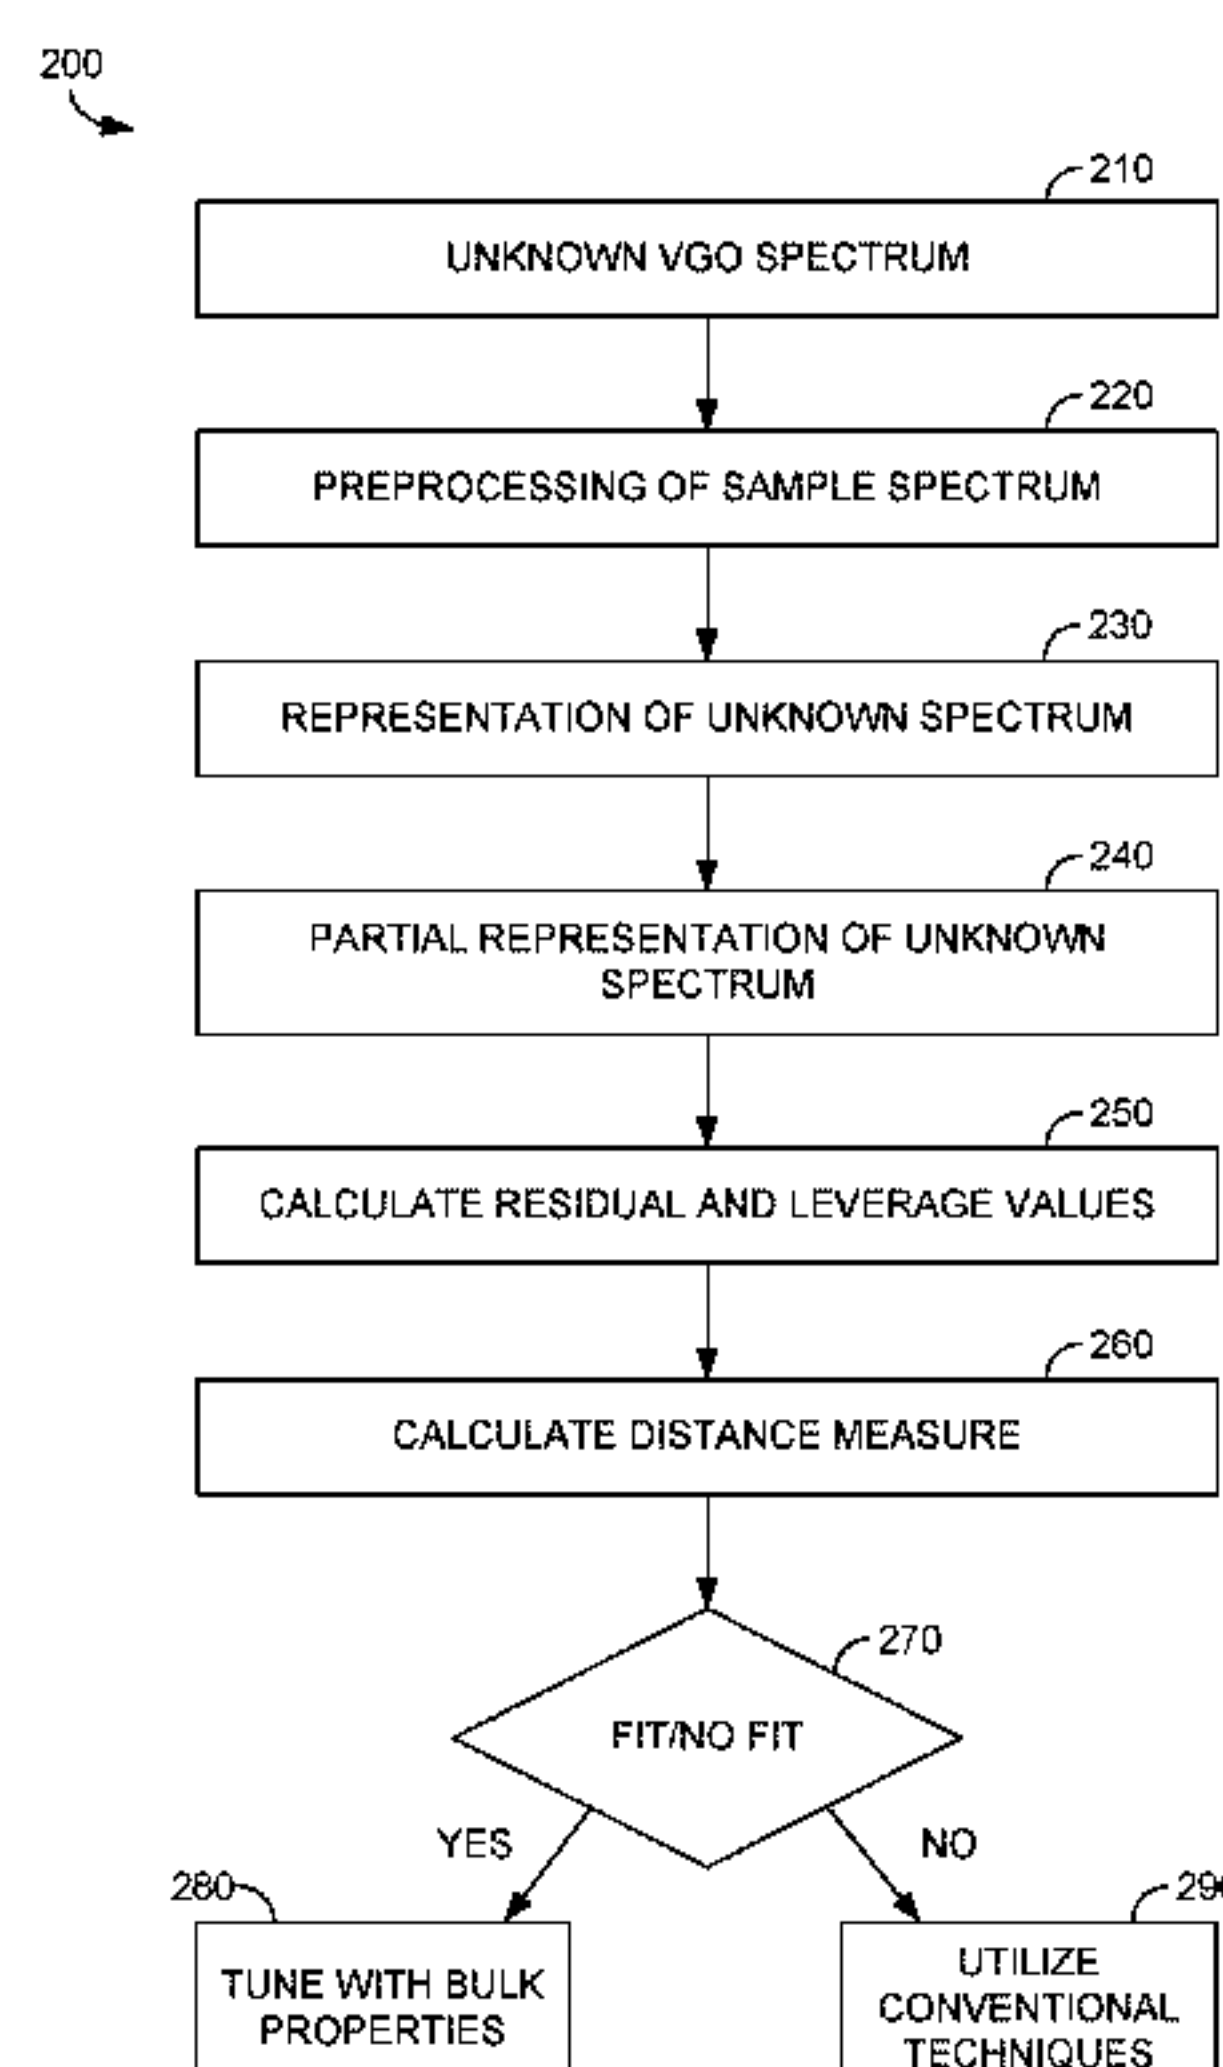 200
210
UNKNOWN VGO SPECTRUM
220
PREPROCESSING OF SAMPLE SPECTRUM
230
REPRESENTATION OF UNKNOWN SPECTRUM
240
PARTIAL REPRESENTATION OF UNKNOWN
SPECTRUM
250
CALCULATE RESIDUAL AND LEVERAGE VALUES
260
CALCULATE DISTANCE MEASURE
270
FIT/NO FIT
YES
NO
280
TUNE WITH BULK
PROPERTIES
290
UTILIZE
CONVENTIONAL
TECHNIQUES